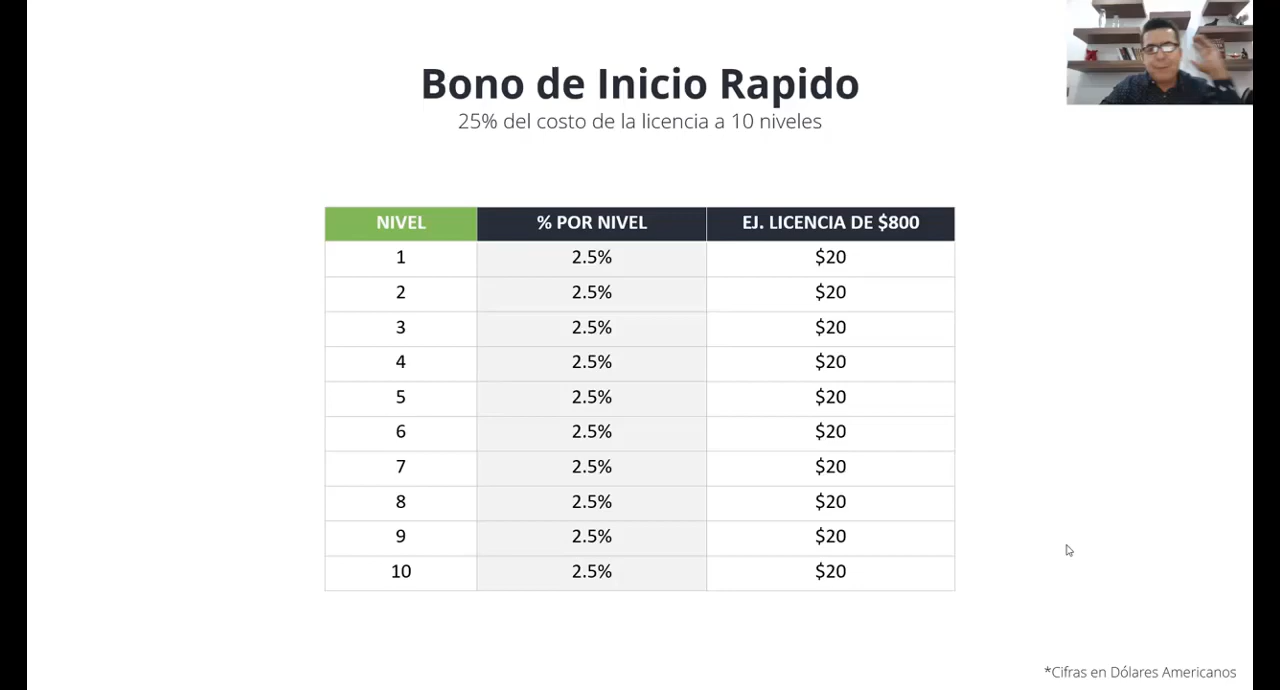 Bono de Inicio Rapido
25% del costo de la licencia a 10 niveles
NIVEL % POR NIVEL EJ. LICENCIA DE $800
1 2.5% $20
2 2.5% $20
3 2.5% $20
4 2.5% $20
5 2.5% $20
6 2.5% $20
7 2.5% $20
8 2.5% $20
9 2.5% $20
10 2.5% $20
*Cifras en Dólares Americanos